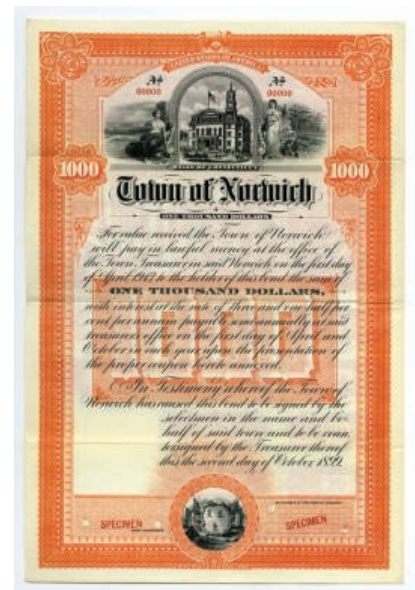 UNITED STATES OF AMERICA
Nº Nº
00000 00000
1000 1000
STATE OF CONNECTICUT
Town of Norwich
ONE THOUSAND DOLLARS
For value received the Town of Norwich
will pay in lawful money at the office of
the Town Treasurer in said Norwich on the first day
of April 1917 to the holder of this bond the sum of
ONE THOUSAND DOLLARS,
with interest at the rate of three and one-half per
cent per annum payable semi-annually at said
treasurers office on the first day of April and
October in each year upon the presentation of
the proper coupon hereto annexed.
In Testimony whereof the Town of
Norwich has caused this bond to be signed by the
selectmen in the name and be-
half of said town and to be coun-
tersigned by the Treasurer thereof
this the second day of October 1899.
SPECIMEN SPECIMEN